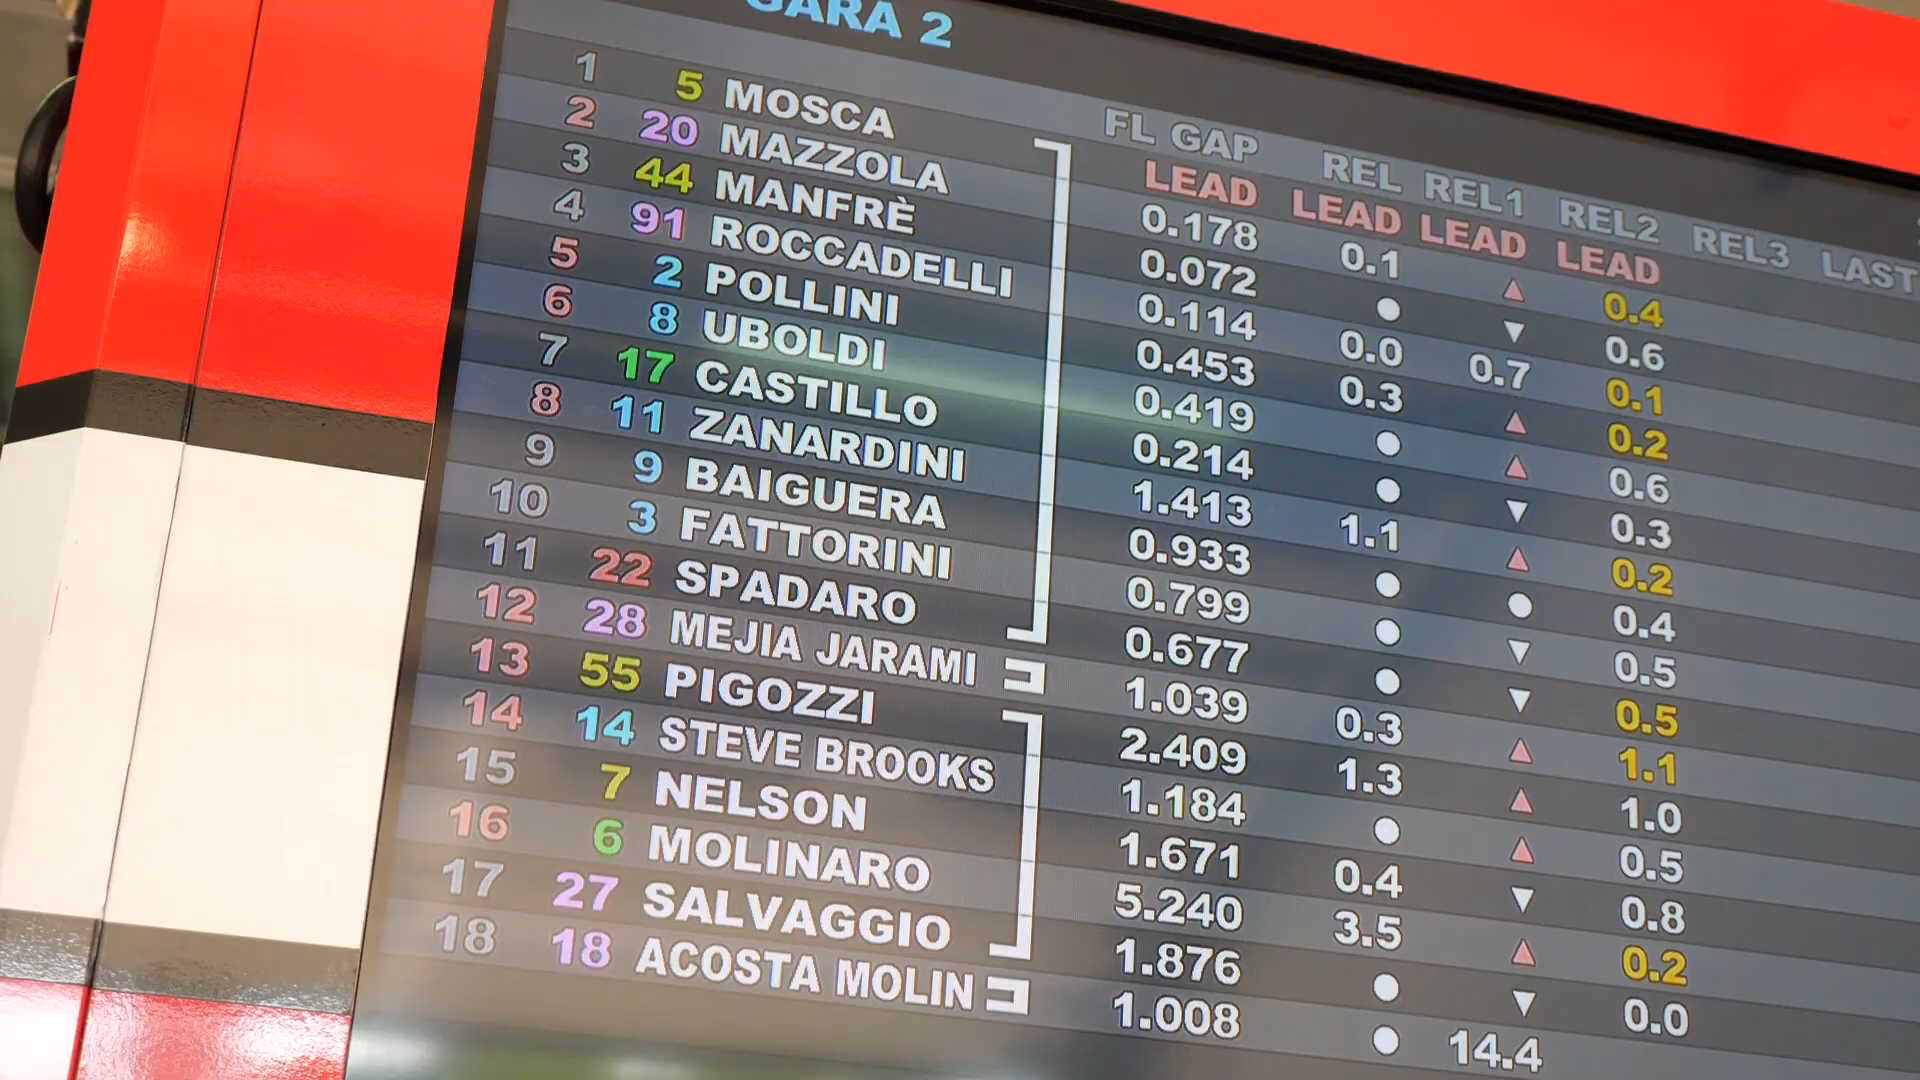 GARA 2
FL GAP REL REL1 REL2 REL3 LAST
1 5 MOSCA LEAD LEAD LEAD LEAD
2 20 MAZZOLA 0.178 0.1 ▲ 0.4
3 44 MANFRÈ 0.072 ● ▼ 0.6
4 91 ROCCADELLI 0.114 0.0 0.7 0.1
5 2 POLLINI 0.453 0.3 ▲ 0.2
6 8 UBOLDI 0.419 ● ▲ 0.6
7 17 CASTILLO 0.214 ● ▼ 0.3
8 11 ZANARDINI 1.413 1.1 ▲ 0.2
9 9 BAIGUERA 0.933 ● ● 0.4
10 3 FATTORINI 0.799 ● ▼ 0.5
11 22 SPADARO 0.677 ● ▼ 0.5
12 28 MEJIA JARAMI 1.039 0.3 ▲ 1.1
13 55 PIGOZZI 2.409 1.3 ▲ 1.0
14 14 STEVE BROOKS 1.184 ● ▲ 0.5
15 7 NELSON 1.671 0.4 ▼ 0.8
16 6 MOLINARO 5.240 3.5 ▲ 0.2
17 27 SALVAGGIO 1.876 ● ▼ 0.0
18 18 ACOSTA MOLIN 1.008 ● 14.4